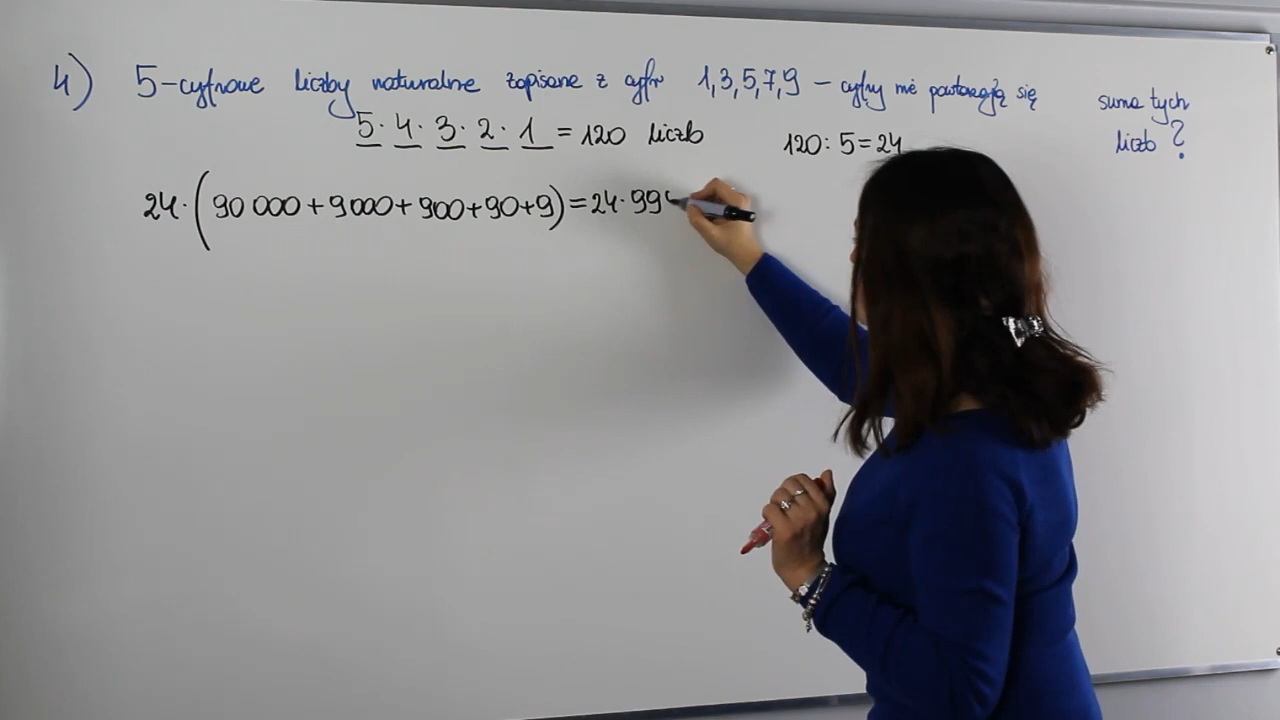 4) 5-cyfrowe liczby naturalne zapisane z cyfr 1,3,5,7,9 – cyfry nie powtarzają się
suma tych
liczb ?
5 · 4 · 3 · 2 · 1 = 120 liczb
120 : 5 = 24
24 · ( 90 000 + 9000 + 900 + 90 + 9 ) = 24 · 999